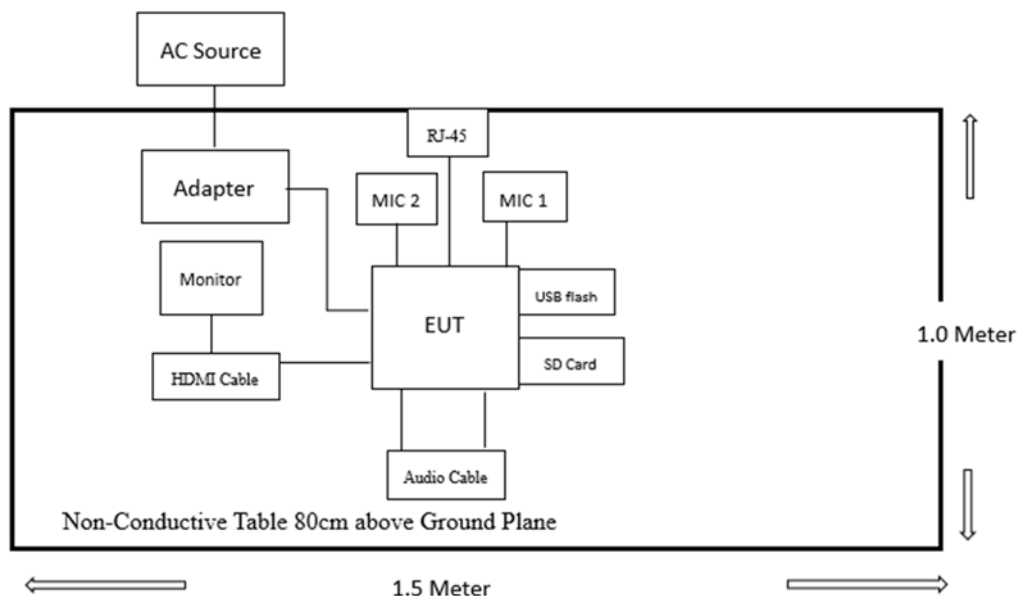 AC Source
RJ-45
Adapter
MIC 2
MIC 1
Monitor
USB flash
EUT
1.0 Meter
SD Card
HDMI Cable
Audio Cable
Non-Conductive Table 80cm above Ground Plane
1.5 Meter